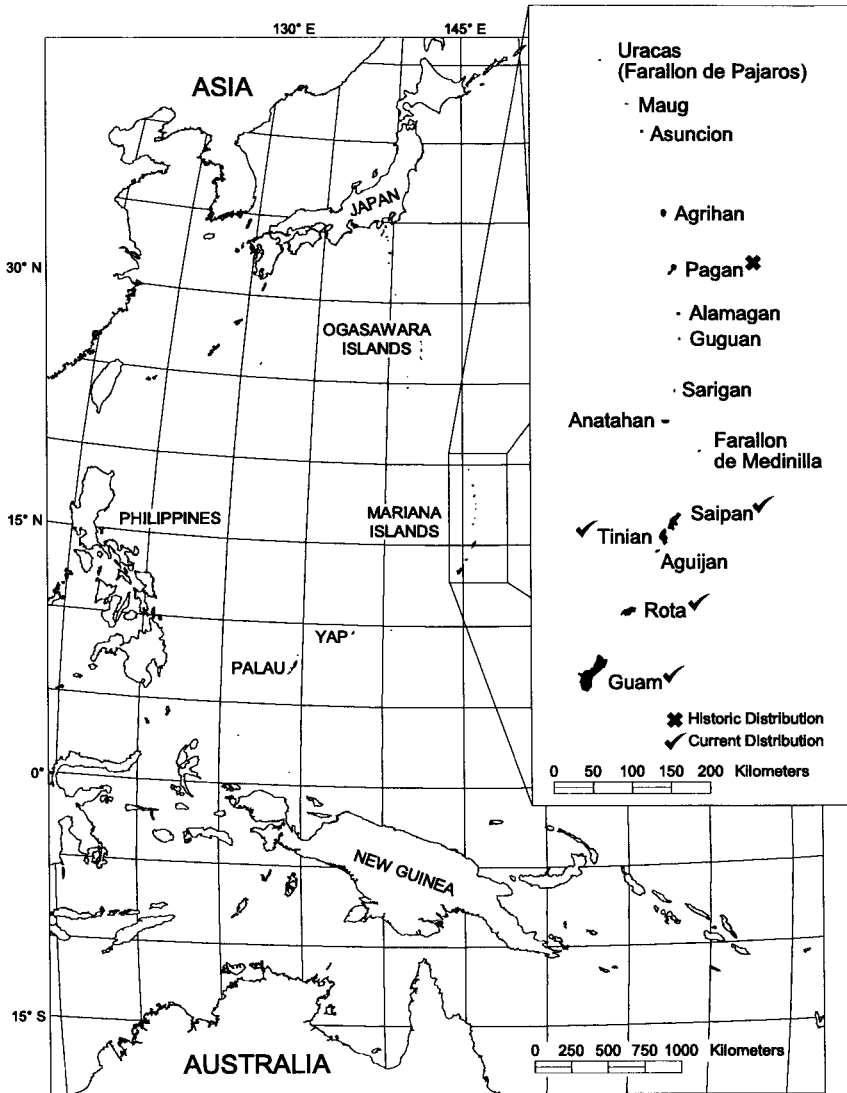 130° E
145° E
ASIA
JAPAN
30° N
OGASAWARA
ISLANDS
15° N
PHILIPPINES
MARIANA
ISLANDS
YAP
PALAU
0°
NEW GUINEA
15° S
AUSTRALIA
0 250 500 750 1000 Kilometers
Uracas
(Farallon de Pajaros)
Maug
Asuncion
Agrihan
Pagan ✖
Alamagan
Guguan
Sarigan
Anatahan
Farallon
de Medinilla
Saipan ✓
✓ Tinian
Aguijan
Rota ✓
Guam ✓
✖ Historic Distribution
✓ Current Distribution
0 50 100 150 200 Kilometers